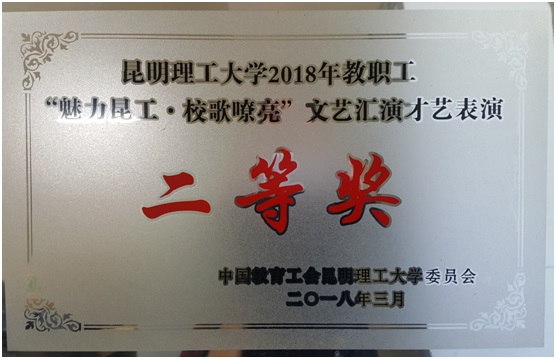 昆明理工大学2018年教职工
“魅力昆工·校歌嘹亮”文艺汇演才艺表演
二等奖
中国教育工会昆明理工大学委员会
二〇一八年三月